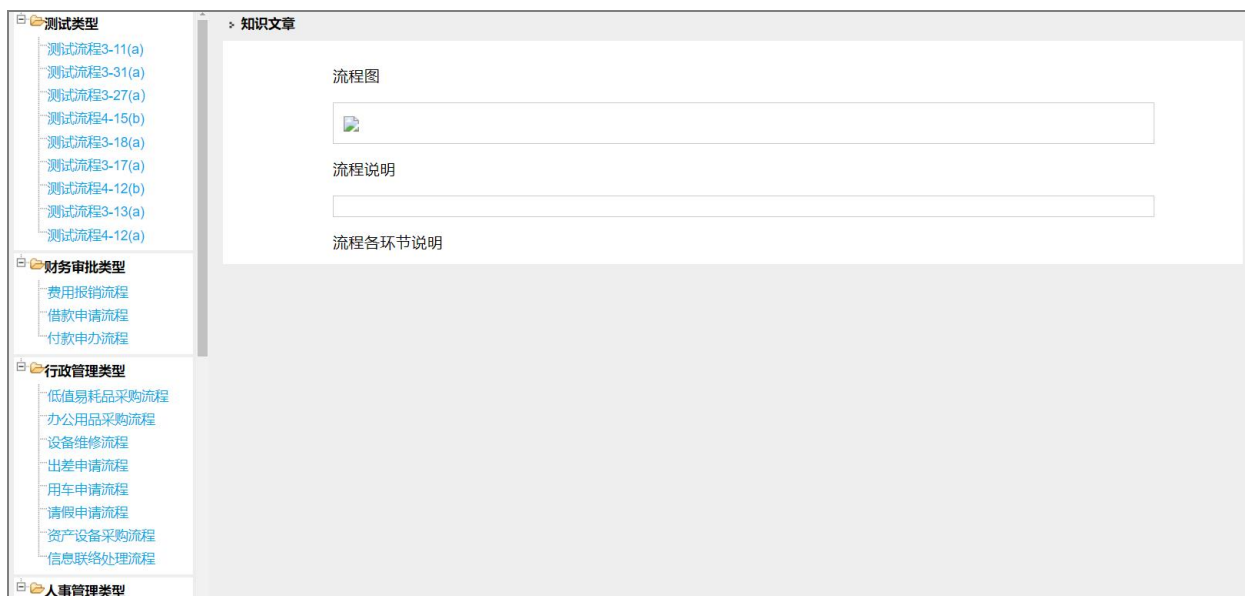 测试类型
测试流程3-11(a)
测试流程3-31(a)
测试流程3-27(a)
测试流程4-15(b)
测试流程3-18(a)
测试流程3-17(a)
测试流程4-12(b)
测试流程3-13(a)
测试流程4-12(a)
财务审批类型
费用报销流程
借款申请流程
付款申办流程
行政管理类型
低值易耗品采购流程
办公用品采购流程
设备维修流程
出差申请流程
用车申请流程
请假申请流程
资产设备采购流程
信息联络处理流程
人事管理类型
知识文章
流程图
流程说明
流程各环节说明